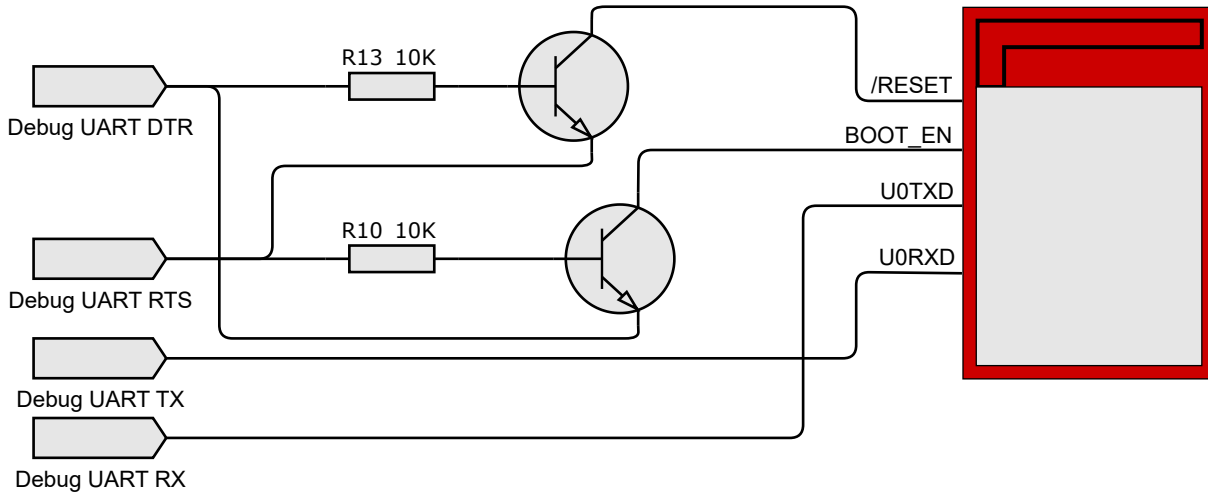 R13 10K
/RESET
Debug UART DTR
BOOT_EN
U0TXD
R10 10K
U0RXD
Debug UART RTS
Debug UART TX
Debug UART RX